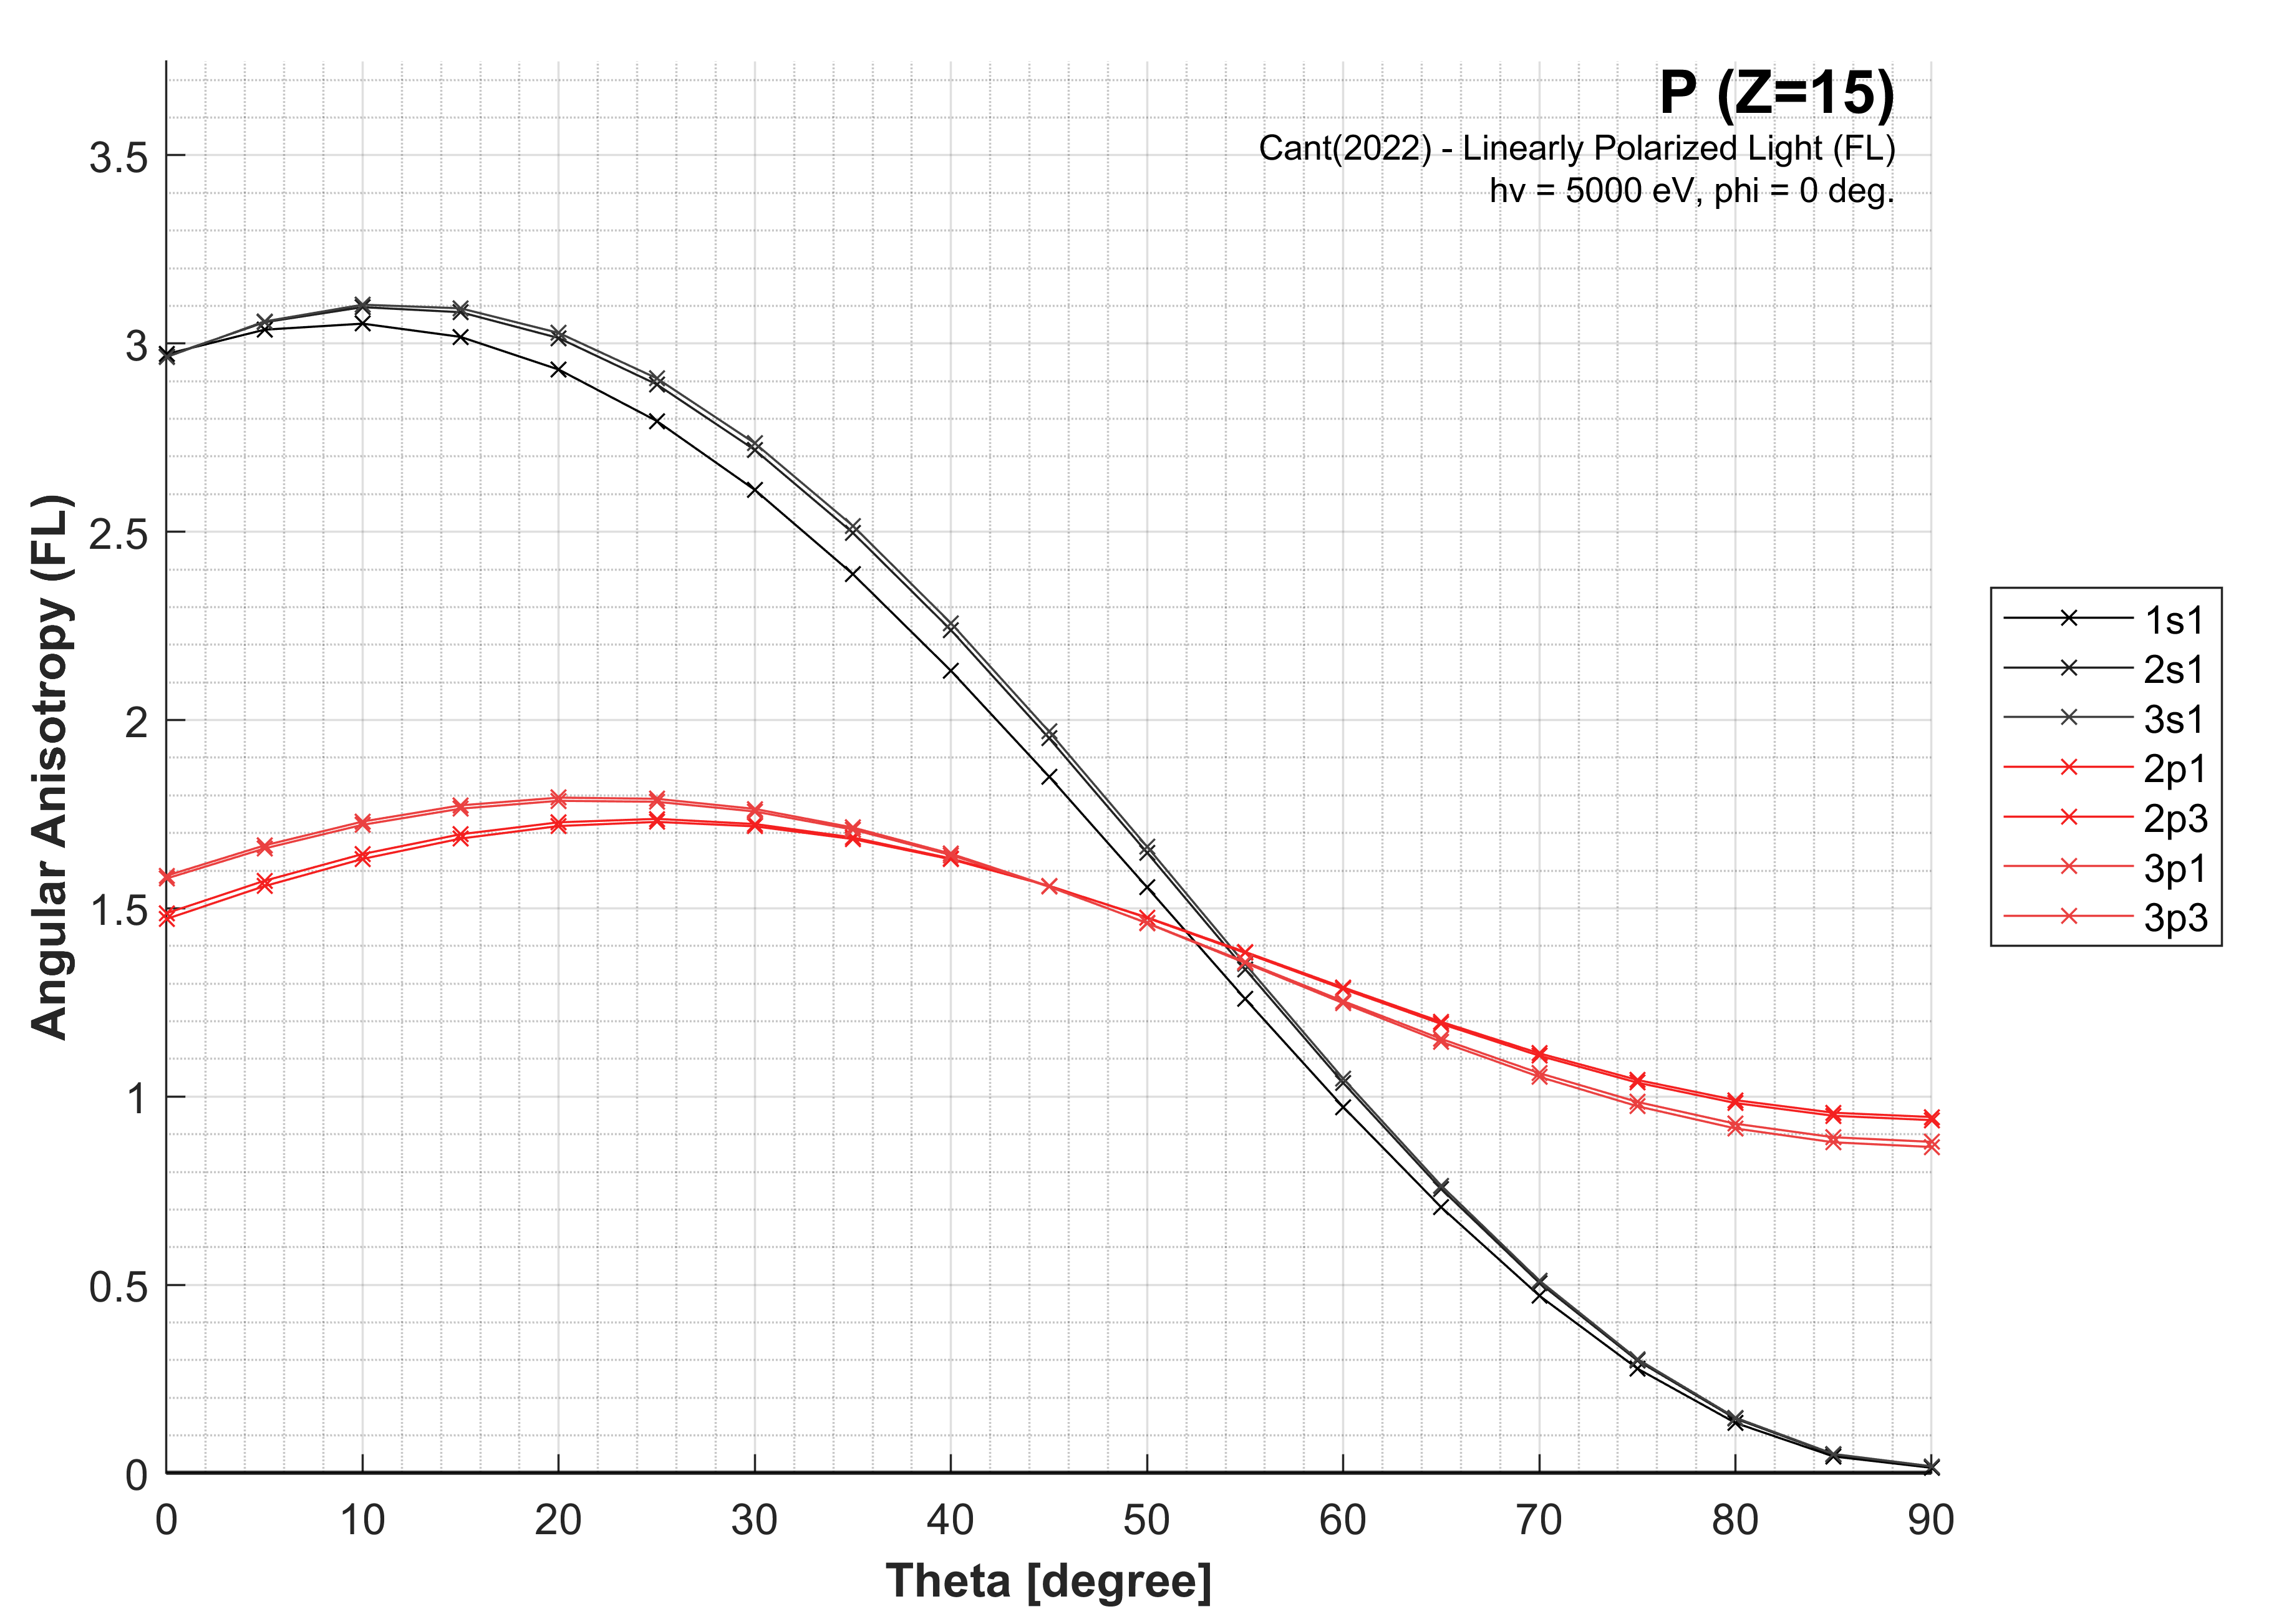 P (Z=15)
Cant(2022) - Linearly Polarized Light (FL)
hv = 5000 eV, phi = 0 deg.
Angular Anisotropy (FL)
3.5
3
2.5
2
1.5
1
0.5
0
0 10 20 30 40 50 60 70 80 90
Theta [degree]
1s1
2s1
3s1
2p1
2p3
3p1
3p3